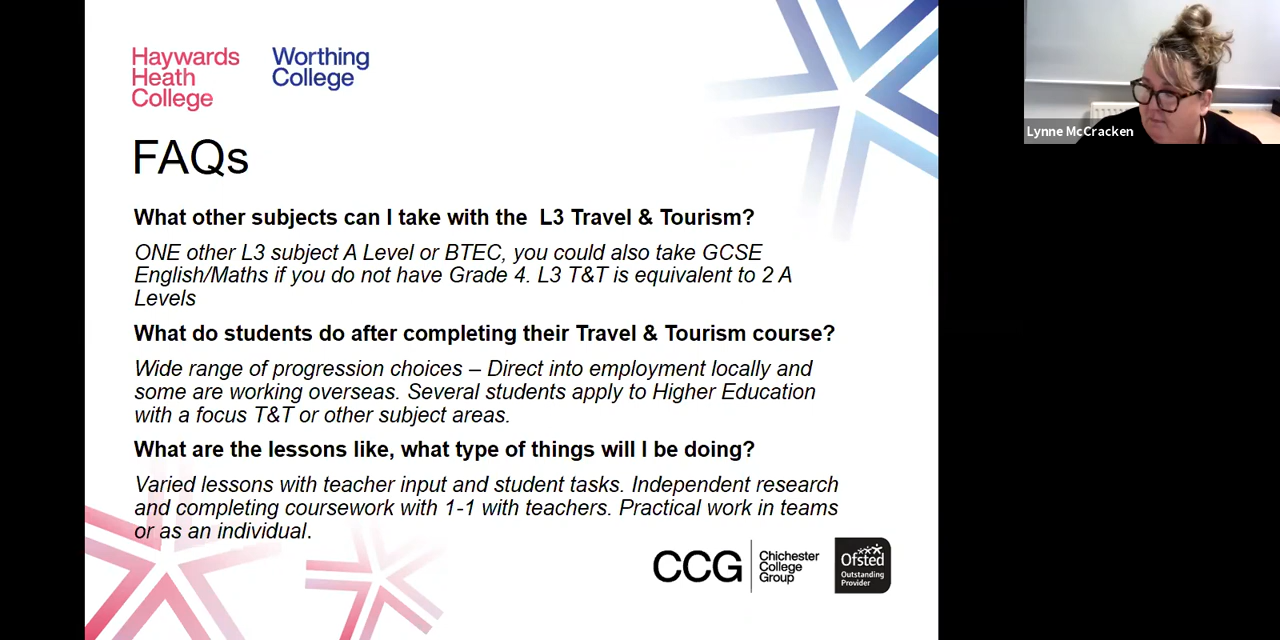 Haywards
Heath
College
Worthing
College
FAQs
What other subjects can I take with the L3 Travel & Tourism?
ONE other L3 subject A Level or BTEC, you could also take GCSE
English/Maths if you do not have Grade 4. L3 T&T is equivalent to 2 A
Levels
What do students do after completing their Travel & Tourism course?
Wide range of progression choices – Direct into employment locally and
some are working overseas. Several students apply to Higher Education
with a focus T&T or other subject areas.
What are the lessons like, what type of things will I be doing?
Varied lessons with teacher input and student tasks. Independent research
and completing coursework with 1-1 with teachers. Practical work in teams
or as an individual.
CCG
Chichester
College
Group
Ofsted
Outstanding
Provider
Lynne McCracken